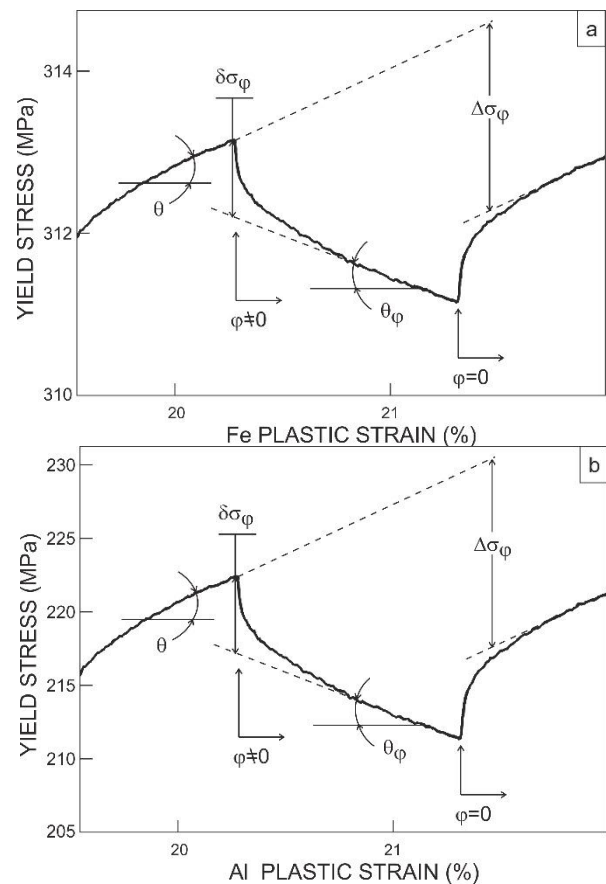 a
δσφ
314
Δσφ
313
θ
312
φ≠0
θφ
φ=0
310
20
21
YIELD STRESS (MPa)
Fe PLASTIC STRAIN (%)
b
230
δσφ
225
Δσφ
220
θ
215
φ≠0
θφ
210
φ=0
205
20
21
YIELD STRESS (MPa)
Al PLASTIC STRAIN (%)